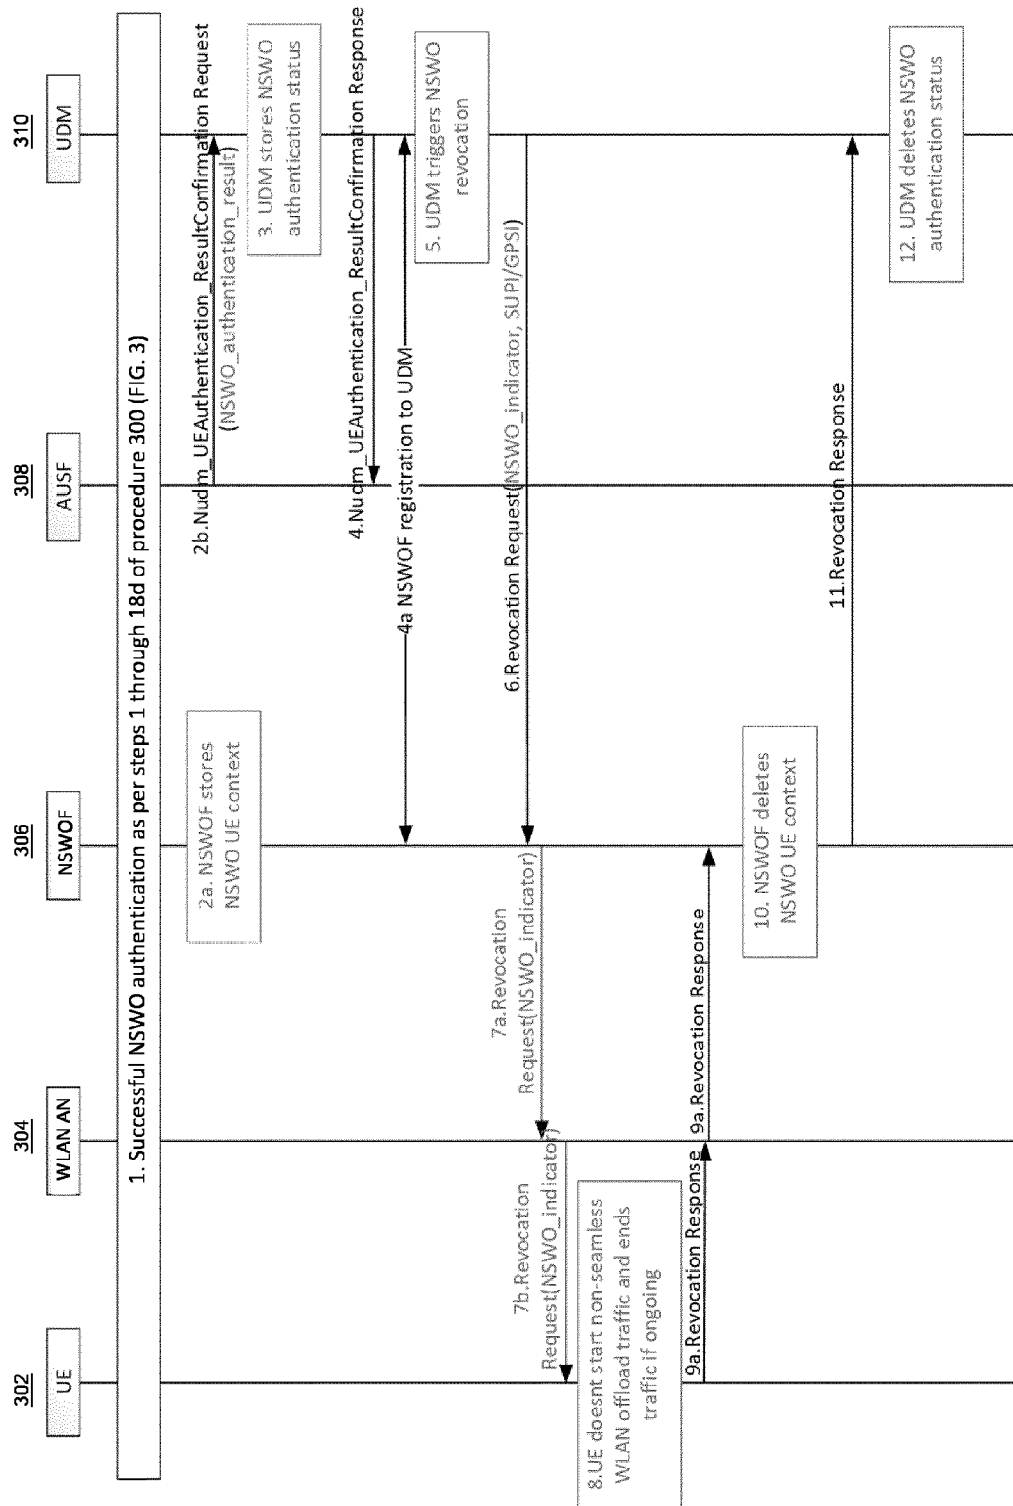 302
UE
304
WLAN AN
306
NSWOF
308
AUSF
310
UDM
1. Successful NSWO authentication as per steps 1 through 18d of procedure 300 (FIG. 3)
2a. NSWOF stores
NSWO UE context
2b.Nudm_UEAuthentication_ResultConfirmation Request
(NSWO_authentication_result)
3. UDM stores NSWO
authentication status
4.Nudm_UEAuthentication_ResultConfirmation Response
4a NSWOF registration to UDM
5. UDM triggers NSWO
revocation
6.Revocation Request(NSWO_indicator, SUPI/GPSI)
7a.Revocation
Request(NSWO_indicator)
7b.Revocation
Request(NSWO_indicator)
8.UE doesnt start non-seamless
WLAN offload traffic and ends
traffic if ongoing
9a.Revocation Response
9a.Revocation Response
10. NSWOF deletes
NSWO UE context
11.Revocation Response
12. UDM deletes NSWO
authentication status